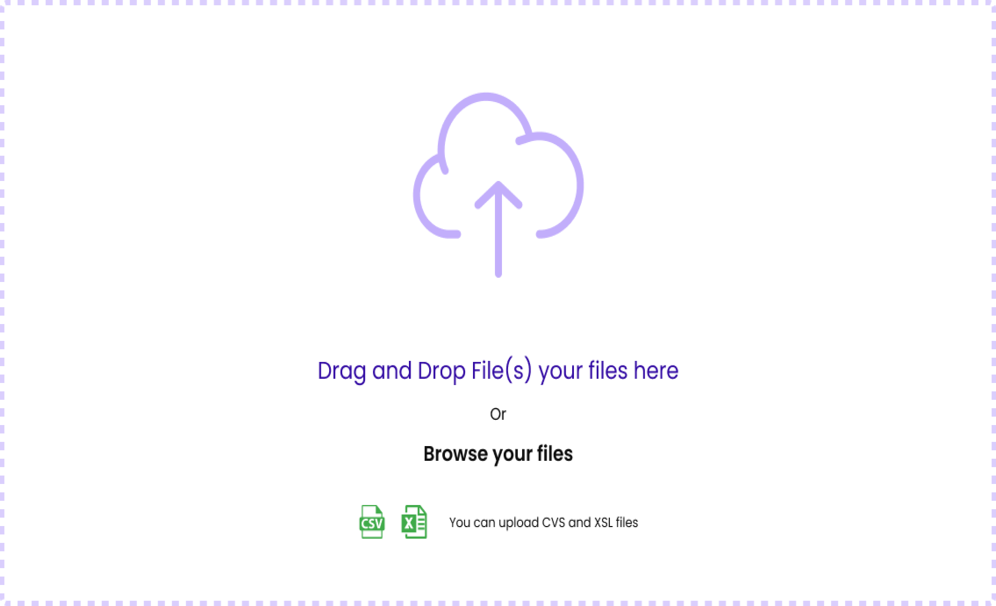 Drag and Drop File(s) your files here
Or
Browse your files
CSV X You can upload CVS and XSL files